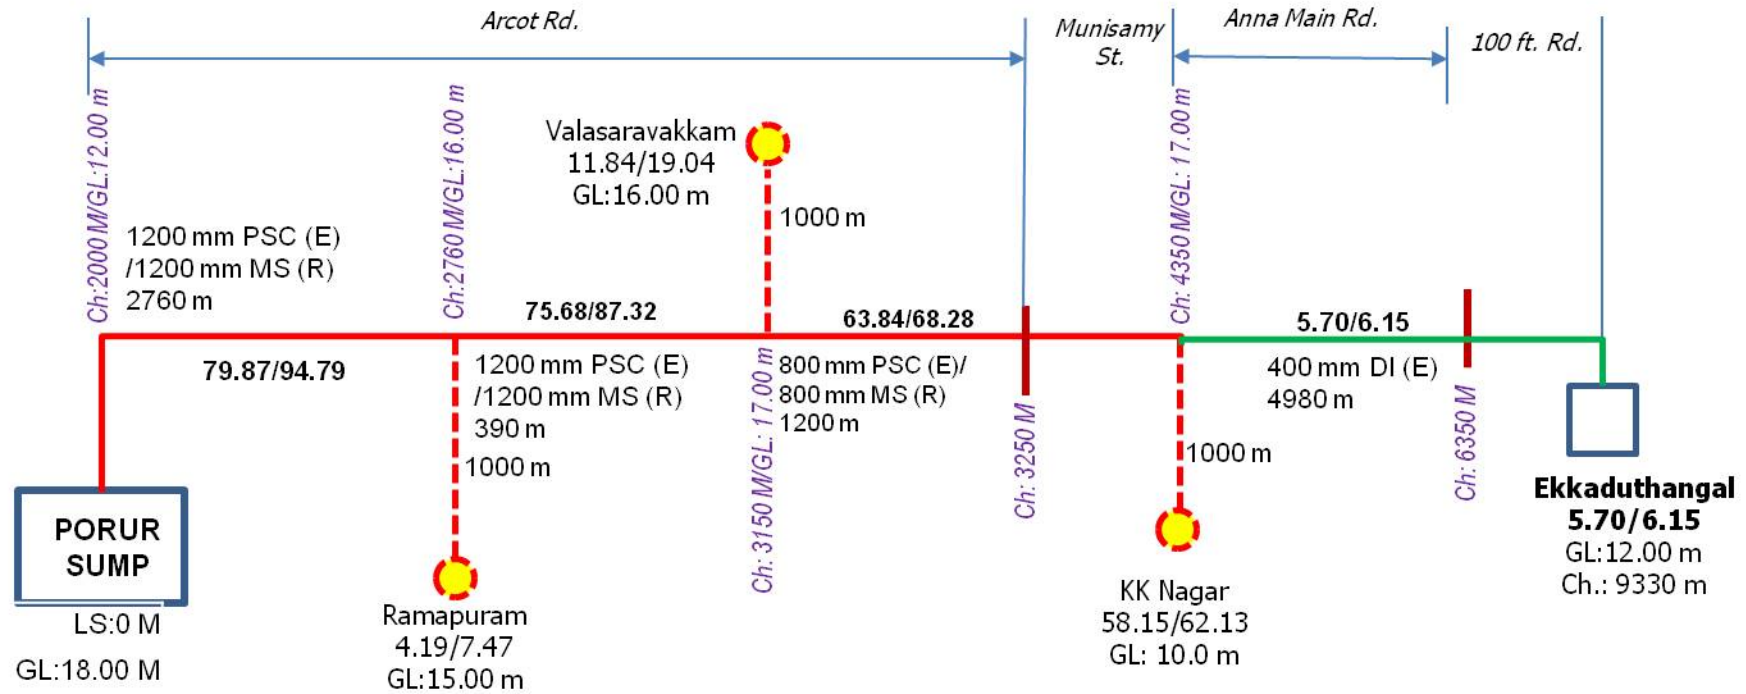 Arcot Rd.
Munisamy
St.
Anna Main Rd.
100 ft. Rd.
Ch:2000 M/GL:12.00 m
Ch:2760 M/GL:16.00 m
Ch: 4350 M/GL: 17.00 m
Valasaravakkam
11.84/19.04
GL:16.00 m
1000 m
1200 mm PSC (E)
/1200 mm MS (R)
2760 m
75.68/87.32
63.84/68.28
5.70/6.15
79.87/94.79
1200 mm PSC (E)
/1200 mm MS (R)
390 m
1000 m
Ch: 3150 M/GL: 17.00 m
800 mm PSC (E)/
800 mm MS (R)
1200 m
Ch: 3250 M
400 mm DI (E)
4980 m
1000 m
Ch: 6350 M
PORUR
SUMP
LS:0 M
GL:18.00 M
Ramapuram
4.19/7.47
GL:15.00 m
KK Nagar
58.15/62.13
GL: 10.0 m
Ekkaduthangal
5.70/6.15
GL:12.00 m
Ch.: 9330 m